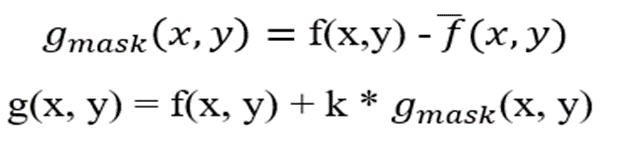 g_mask(x, y) = f(x,y) - f̅(x, y)
g(x, y) = f(x, y) + k * g_mask(x, y)